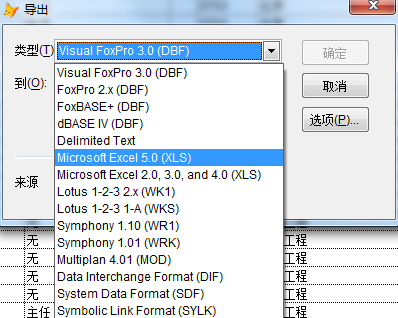 导出
类型(T)
Visual FoxPro 3.0 (DBF)
确定
到(O):
Visual FoxPro 3.0 (DBF)
FoxPro 2.x (DBF)
取消
FoxBASE+ (DBF)
dBASE IV (DBF)
选项(P)...
Delimited Text
Microsoft Excel 5.0 (XLS)
来源
Microsoft Excel 2.0, 3.0, and 4.0 (XLS)
Lotus 1-2-3 2.x (WK1)
Lotus 1-2-3 1-A (WKS)
Symphony 1.10 (WR1)
无 工程
Symphony 1.01 (WRK)
无 工程
Multiplan 4.01 (MOD)
无 工程
Data Interchange Format (DIF)
无 工程
System Data Format (SDF)
无 工程
Symbolic Link Format (SYLK)
主任 工程